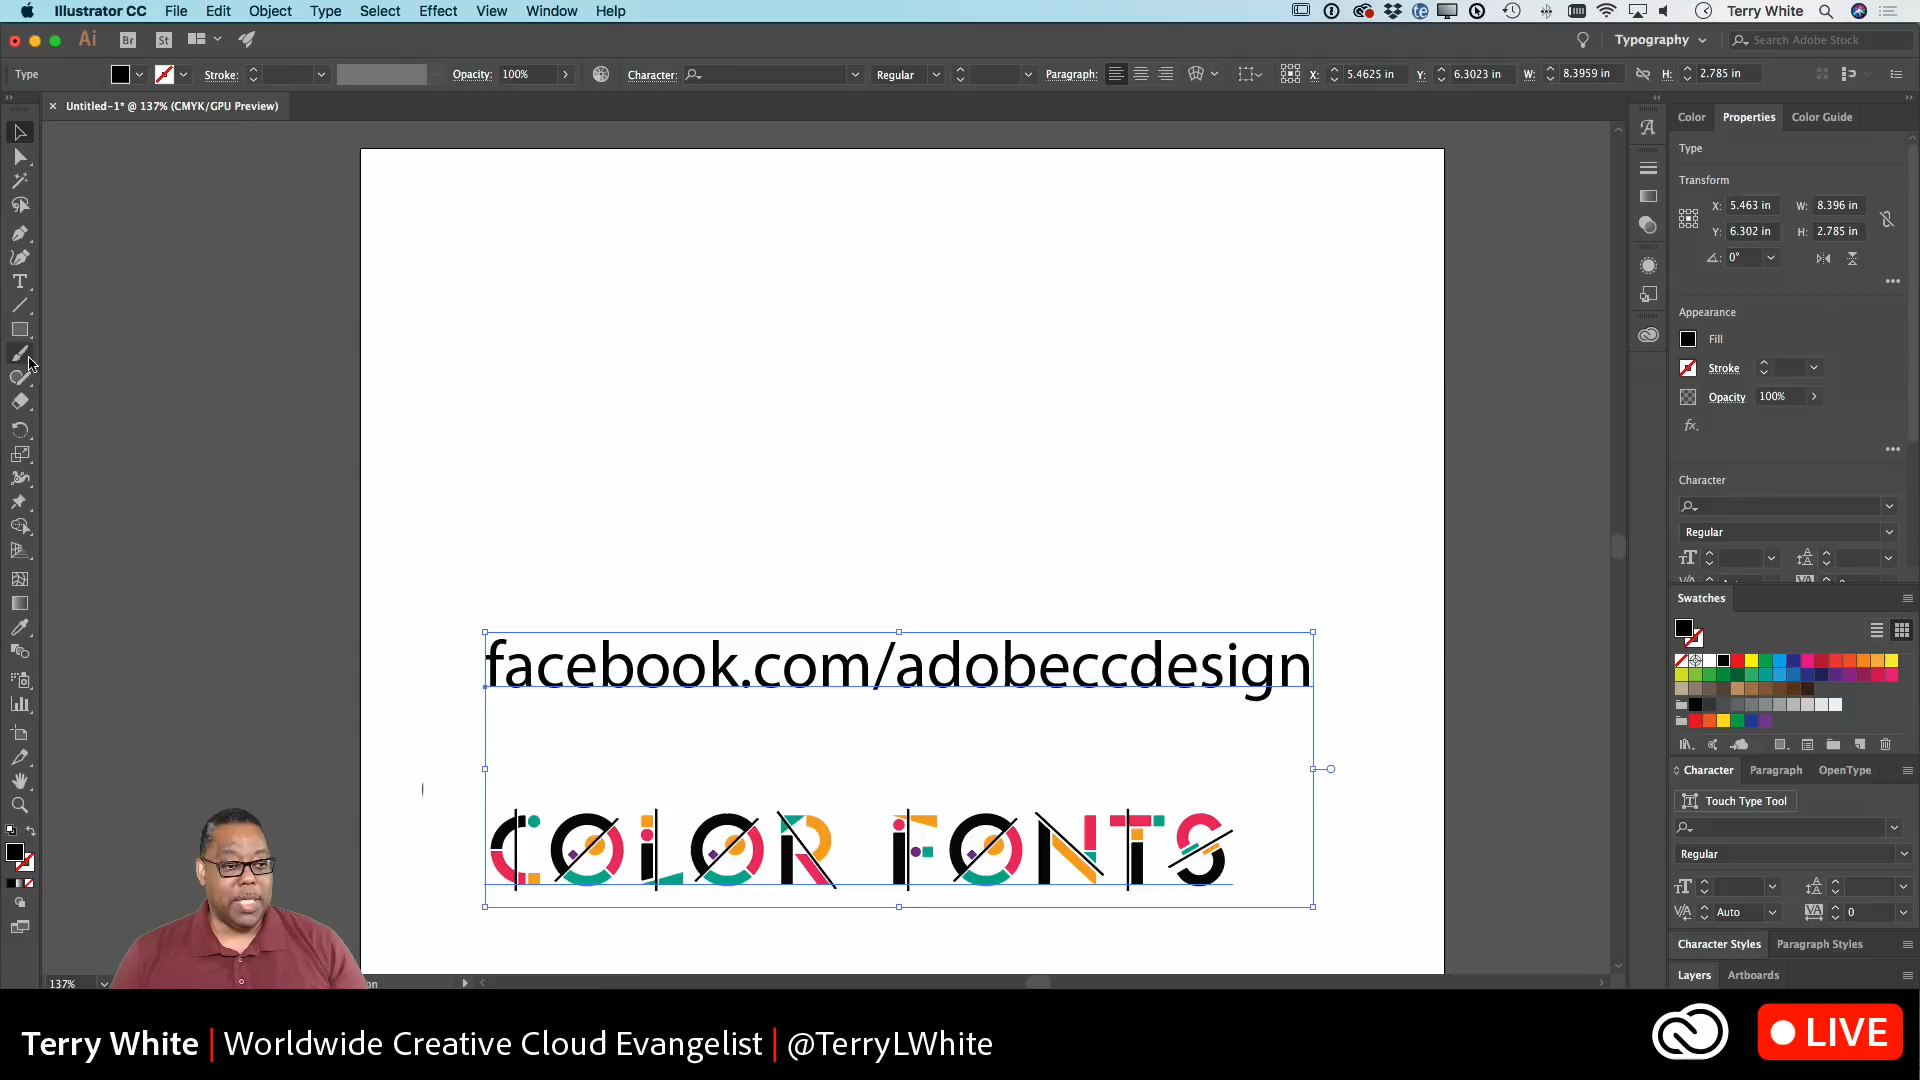 Illustrator CC File Edit Object Type Select Effect View Window Help Terry White
Ai Br St Typography Search Adobe Stock
Type Stroke: Opacity: 100% Character: Regular Paragraph: X: 5.4625 in Y: 6.3023 in W: 8.3959 in H: 2.785 in
× Untitled-1* @ 137% (CMYK/GPU Preview)
Color Properties Color Guide
Type
Transform
X: 5.463 in W: 8.396 in
Y: 6.302 in H: 2.785 in
0°
Appearance
Fill
Stroke
Opacity 100%
fx.
Character
Regular
Swatches
facebook.com/adobeccdesign
COLOR FONTS
Character Paragraph OpenType
Touch Type Tool
Regular
Auto 0
Character Styles Paragraph Styles
Layers Artboards
137%
Terry White | Worldwide Creative Cloud Evangelist | @TerryLWhite
LIVE